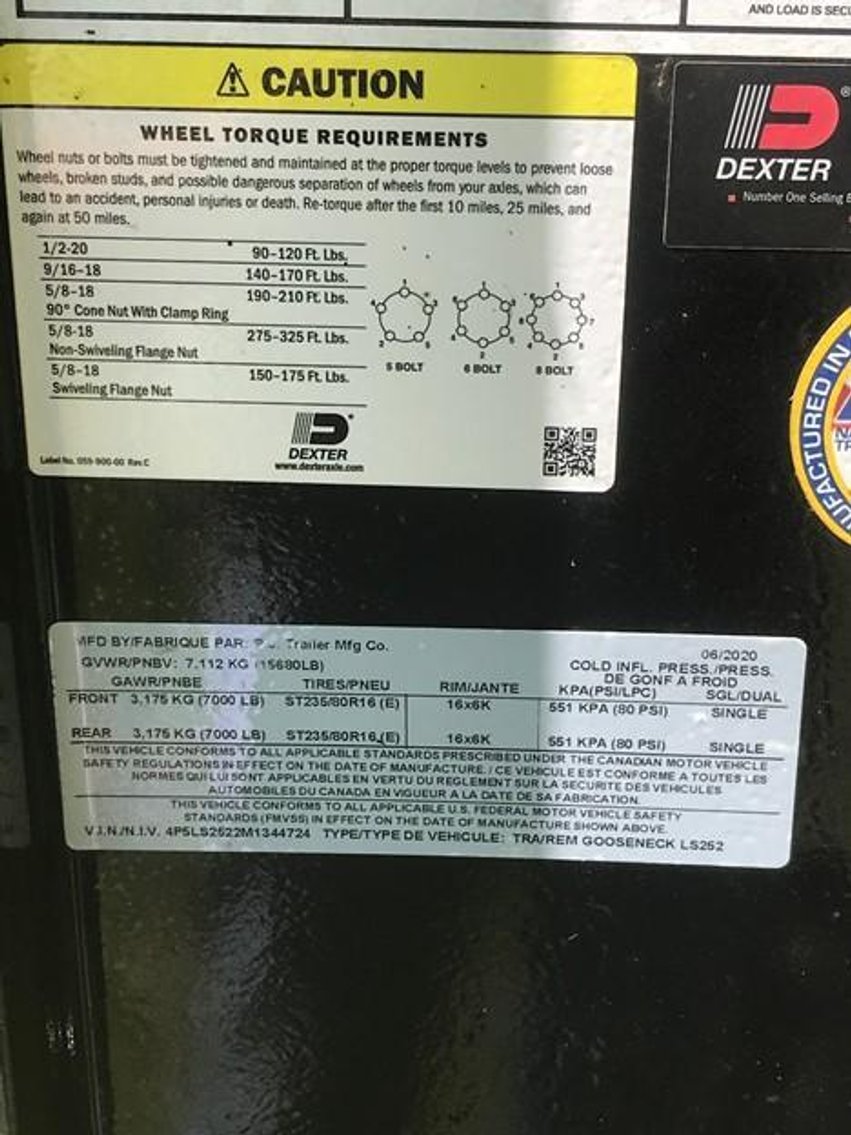 AND LOAD IS SECU
CAUTION
WHEEL TORQUE REQUIREMENTS
Wheel nuts or bolts must be tightened and maintained at the proper torque levels to prevent loose
wheels, broken studs, and possible dangerous separation of wheels from your axles, which can
lead to an accident, personal injuries or death. Re-torque after the first 10 miles, 25 miles, and
again at 50 miles.
1/2-20 90–120 Ft. Lbs.
9/16-18 140-170 Ft. Lbs.
5/8-18 190-210 Ft. Lbs.
90° Cone Nut With Clamp Ring
5/8-18 275-325 Ft. Lbs.
Non-Swiveling Flange Nut
5/8-18 150-175 Ft. Lbs.
Swiveling Flange Nut
5 BOLT 6 BOLT 8 BOLT
DEXTER
www.dexteraxle.com
Label No. 059-900-00 Rev. C
DEXTER
Number One Selling
UFACTURED IN
MFD BY/FABRIQUE PAR: Trailer Mfg Co.
06/2020
GVWR/PNBV: 7,112 KG (15680LB)
COLD INFL. PRESS./PRESS.
DE GONF A FROID
GAWR/PNBE TIRES/PNEU RIM/JANTE KPA(PSI/LPC) SGL/DUAL
FRONT 3,175 KG (7000 LB) ST235/80R16 (E) 16x6K 551 KPA (80 PSI) SINGLE
REAR 3,175 KG (7000 LB) ST235/80R16 (E) 16x6K 551 KPA (80 PSI) SINGLE
THIS VEHICLE CONFORMS TO ALL APPLICABLE STANDARDS PRESCRIBED UNDER THE CANADIAN MOTOR VEHICLE
SAFETY REGULATIONS IN EFFECT ON THE DATE OF MANUFACTURE. / CE VEHICULE EST CONFORME A TOUTES LES
NORMES QUI LUI SONT APPLICABLES EN VERTU DU REGLEMENT SUR LA SECURITE DES VEHICULES
AUTOMOBILES DU CANADA EN VIGUEUR A LA DATE DE SA FABRICATION.
THIS VEHICLE CONFORMS TO ALL APPLICABLE U.S. FEDERAL MOTOR VEHICLE SAFETY
STANDARDS (FMVSS) IN EFFECT ON THE DATE OF MANUFACTURE SHOWN ABOVE.
V.I.N./N.I.V. 4P5LS2522M1344724 TYPE/TYPE DE VEHICULE: TRA/REM GOOSENECK LS252